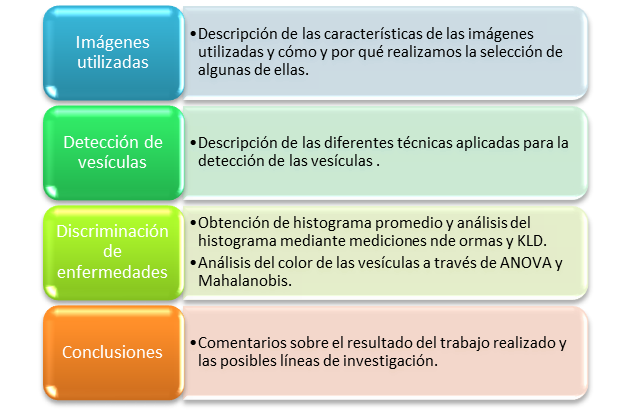 Imágenes
utilizadas
•Descripción de las características de las imágenes
utilizadas y cómo y por qué realizamos la selección de
algunas de ellas.
Detección de
vesículas
•Descripción de las diferentes técnicas aplicadas para la
detección de las vesículas .
Discriminación
de
enfermedades
•Obtención de histograma promedio y análisis del
histograma mediante mediciones nde ormas y KLD.
•Análisis del color de las vesículas a través de ANOVA y
Mahalanobis.
Conclusiones
•Comentarios sobre el resultado del trabajo realizado y
las posibles líneas de investigación.